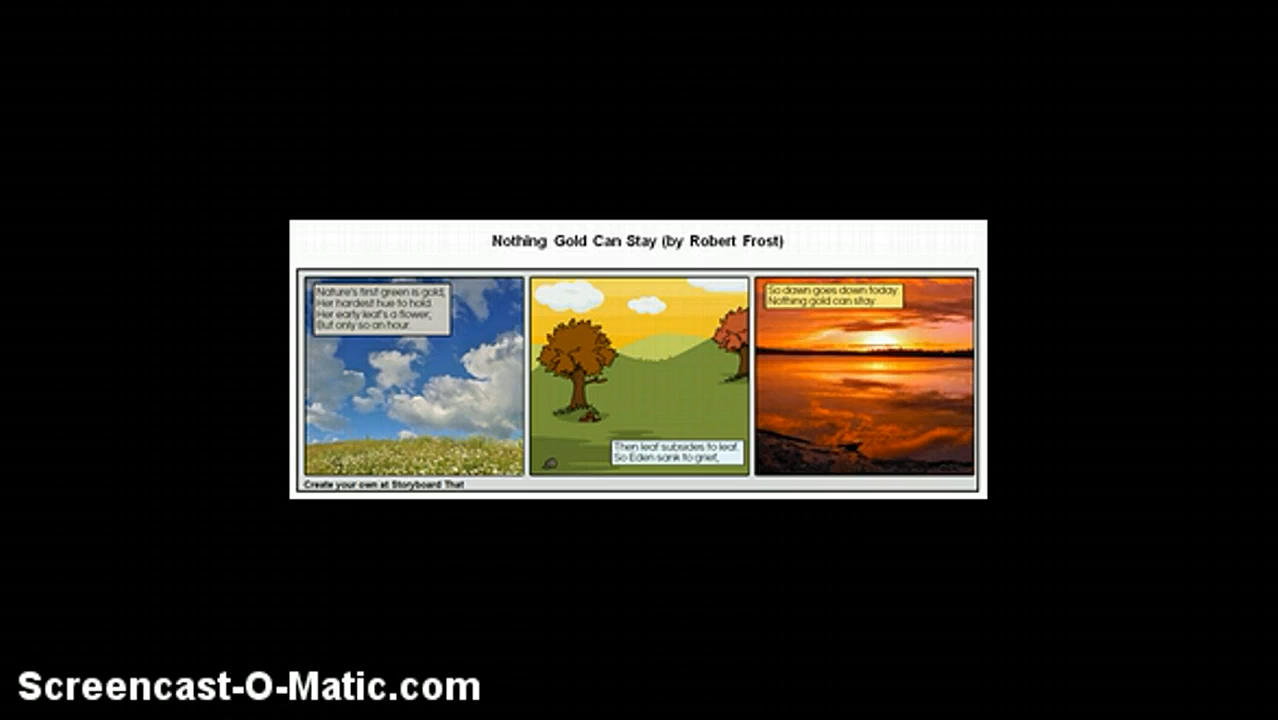 Nothing Gold Can Stay (by Robert Frost)
Nature's first green is gold,
Her hardest hue to hold.
Her early leaf's a flower;
But only so an hour.
Then leaf subsides to leaf.
So Eden sank to grief,
So dawn goes down today.
Nothing gold can stay.
Create your own at Storyboard That
Screencast-O-Matic.com